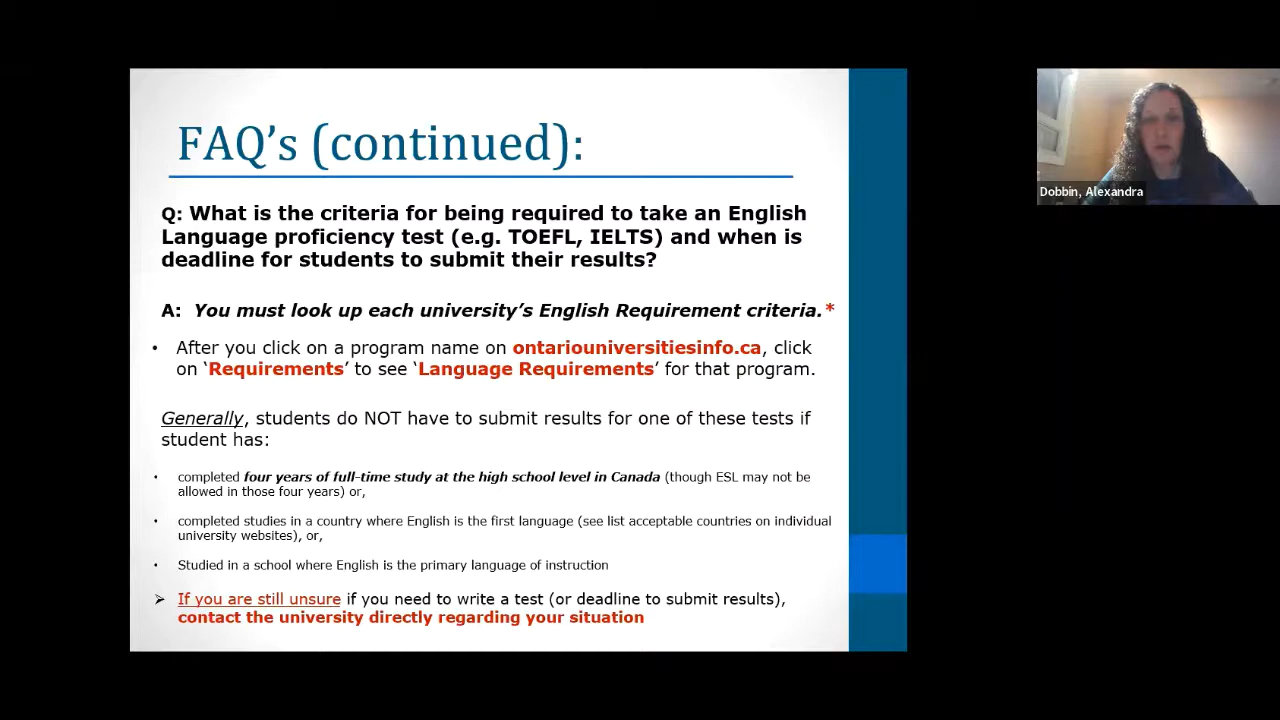 FAQ's (continued):
Q: What is the criteria for being required to take an English
Language proficiency test (e.g. TOEFL, IELTS) and when is
deadline for students to submit their results?
A: You must look up each university's English Requirement criteria.*
• After you click on a program name on ontariouniversitiesinfo.ca, click
on 'Requirements' to see 'Language Requirements' for that program.
Generally, students do NOT have to submit results for one of these tests if
student has:
• completed four years of full-time study at the high school level in Canada (though ESL may not be
allowed in those four years) or,
• completed studies in a country where English is the first language (see list acceptable countries on individual
university websites), or,
• Studied in a school where English is the primary language of instruction
➢ If you are still unsure if you need to write a test (or deadline to submit results),
contact the university directly regarding your situation
Dobbin, Alexandra